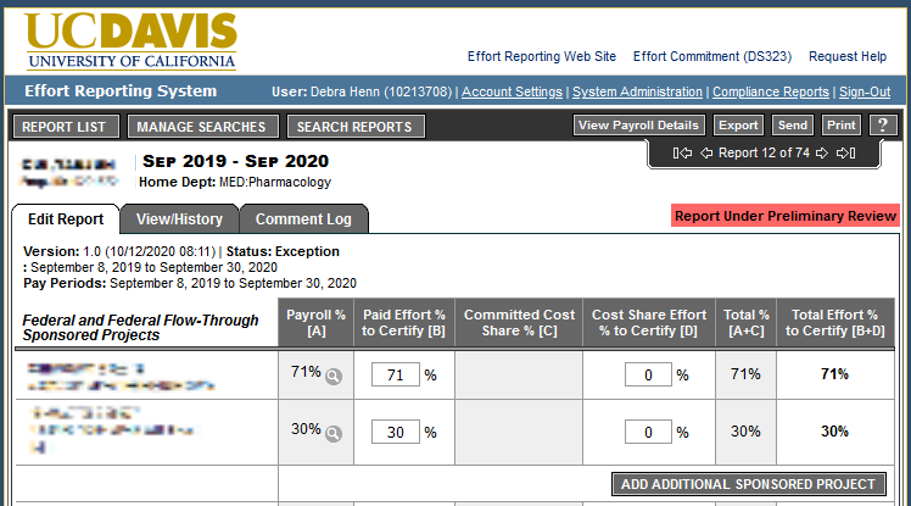 UCDAVIS
UNIVERSITY OF CALIFORNIA
Effort Reporting Web Site Effort Commitment (DS323) Request Help
Effort Reporting System User: Debra Henn (10213708) | Account Settings | System Administration | Compliance Reports | Sign-Out
REPORT LIST MANAGE SEARCHES SEARCH REPORTS View Payroll Details Export Send Print ?
Report 12 of 74
SEP 2019 - SEP 2020
Home Dept: MED:Pharmacology
Edit Report View/History Comment Log Report Under Preliminary Review
Version: 1.0 (10/12/2020 08:11) | Status: Exception
: September 8, 2019 to September 30, 2020
Pay Periods: September 8, 2019 to September 30, 2020
Federal and Federal Flow-Through
Sponsored Projects
Payroll %
[A]
Paid Effort %
to Certify [B]
Committed Cost
Share % [C]
Cost Share Effort
% to Certify [D]
Total %
[A+C]
Total Effort %
to Certify [B+D]
71% 71 % 0 % 71% 71%
30% 30 % 0 % 30% 30%
ADD ADDITIONAL SPONSORED PROJECT